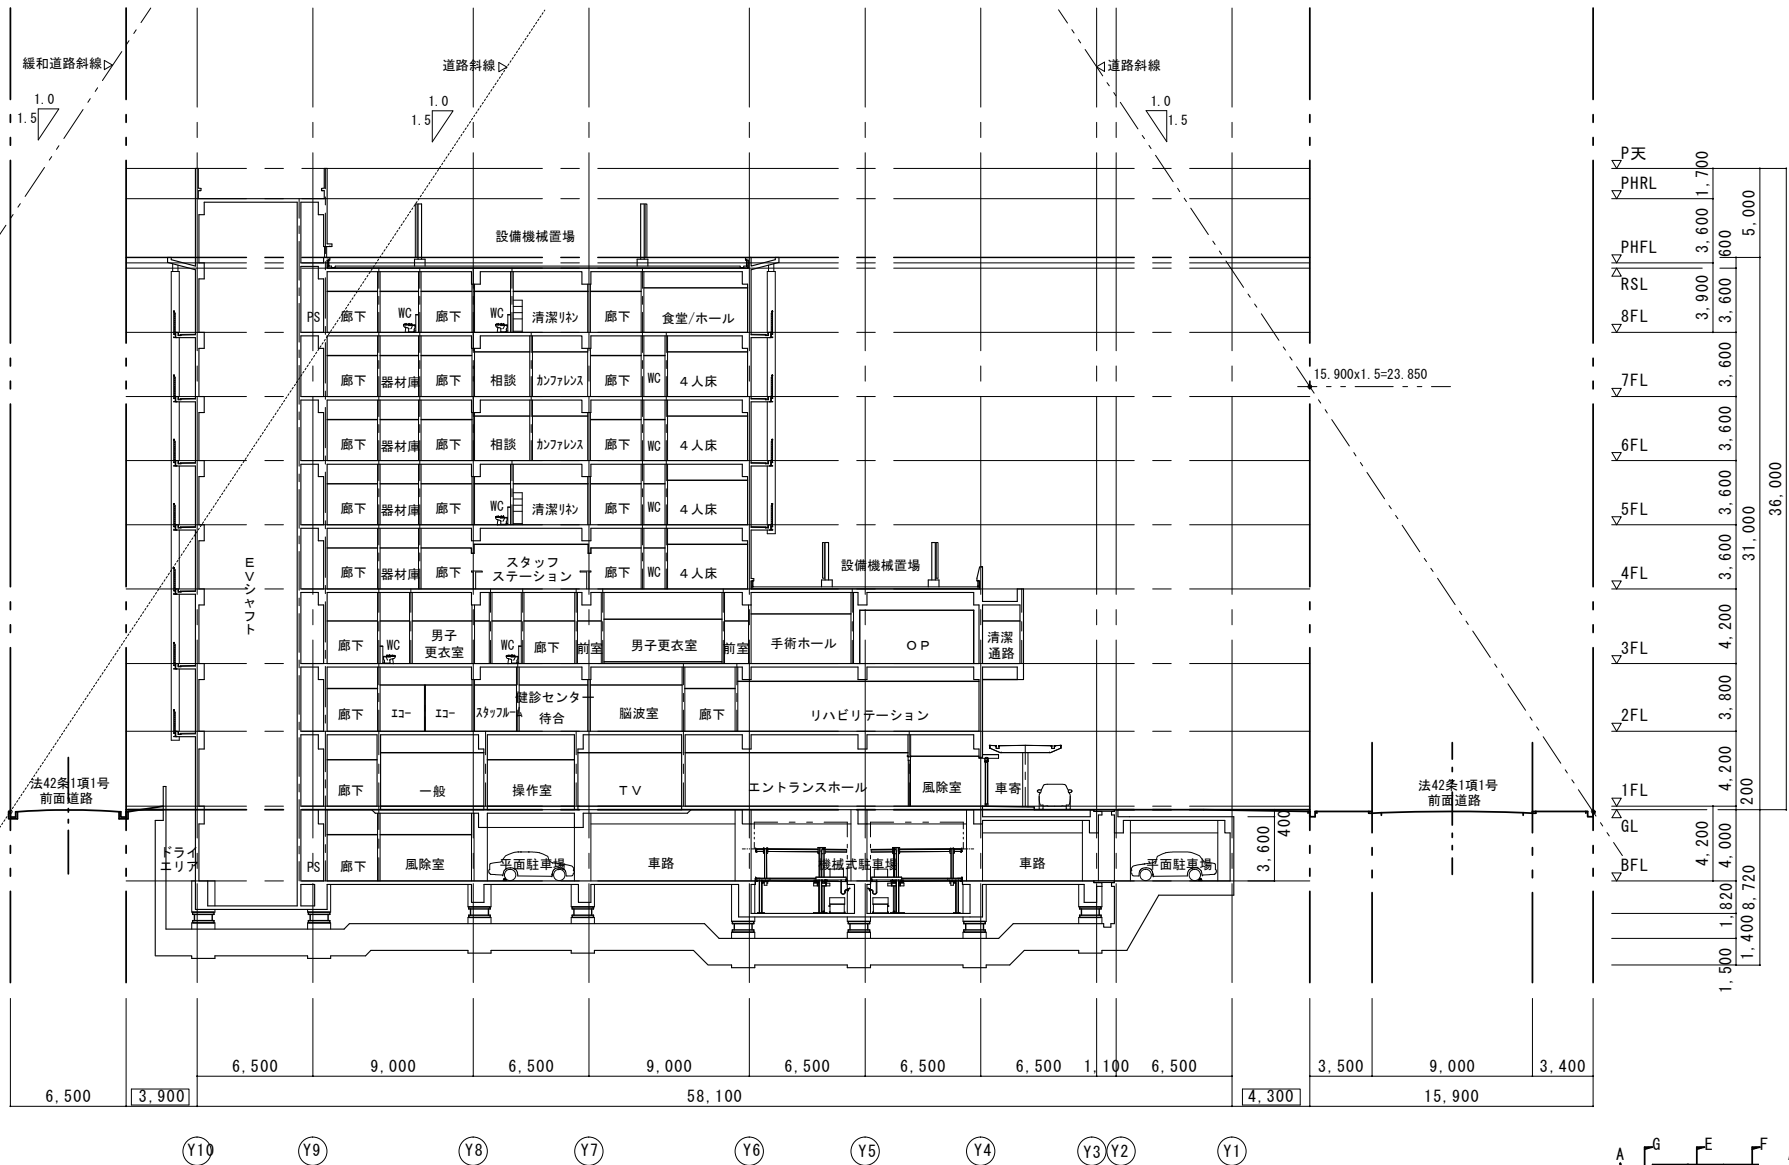 緩和道路斜線
道路斜線
道路斜線
1.0
1.5
1.0
1.5
1.0
1.5
P天
PHRL
PHFL
RSL
8FL
7FL
6FL
5FL
4FL
3FL
2FL
1FL
GL
BFL
1,700
3,600
600
5,000
3,900
3,600
3,600
3,600
3,600
3,600
31,000
36,000
4,200
3,800
4,200
200
4,200
4,000
1,820
8,720
1,400
1,500
15.900x1.5=23.850
設備機械置場
PS
廊下
WC
廊下
WC
清潔リネン
廊下
食堂/ホール
廊下
器材庫
廊下
相談
カンファレンス
廊下
WC
4人床
廊下
器材庫
廊下
相談
カンファレンス
廊下
WC
4人床
廊下
器材庫
廊下
WC
清潔リネン
廊下
WC
4人床
EVシャフト
廊下
器材庫
廊下
スタッフ
ステーション
廊下
WC
4人床
設備機械置場
廊下
WC
男子
更衣室
WC
廊下
前室
男子更衣室
前室
手術ホール
OP
清潔
通路
廊下
エコー
エコー
スタッフルーム
健診センター
待合
脳波室
廊下
リハビリテーション
廊下
一般
操作室
TV
エントランスホール
風除室
車寄
法42条1項1号
前面道路
法42条1項1号
前面道路
ドライ
エリア
PS
廊下
風除室
平面駐車場
車路
機械式駐車場
車路
平面駐車場
3,600
400
6,500
9,000
6,500
9,000
6,500
6,500
6,500
1,100
6,500
3,500
9,000
3,400
6,500
3,900
58,100
4,300
15,900
Y10
Y9
Y8
Y7
Y6
Y5
Y4
Y3
Y2
Y1
A
G
E
F